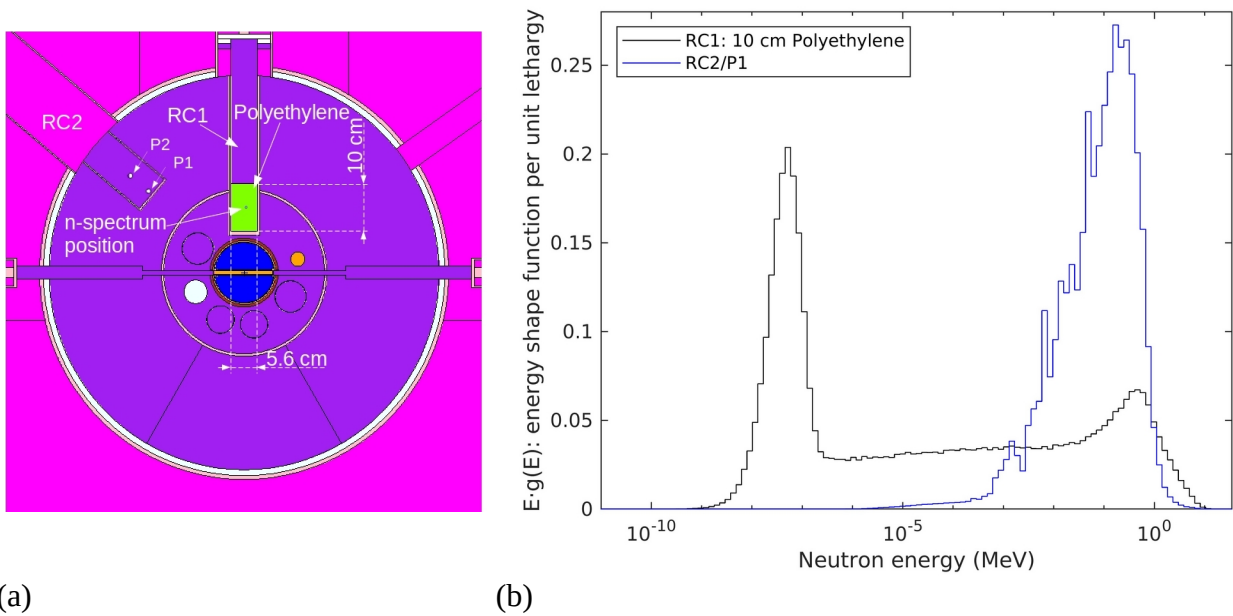 RC2
P2
P1
RC1
Polyethylene
10 cm
n-spectrum
position
5.6 cm
(a)
E·g(E): energy shape function per unit lethargy
0.25
0.2
0.15
0.1
0.05
0
RC1: 10 cm Polyethylene
RC2/P1
10⁻¹⁰
10⁻⁵
10⁰
Neutron energy (MeV)
(b)